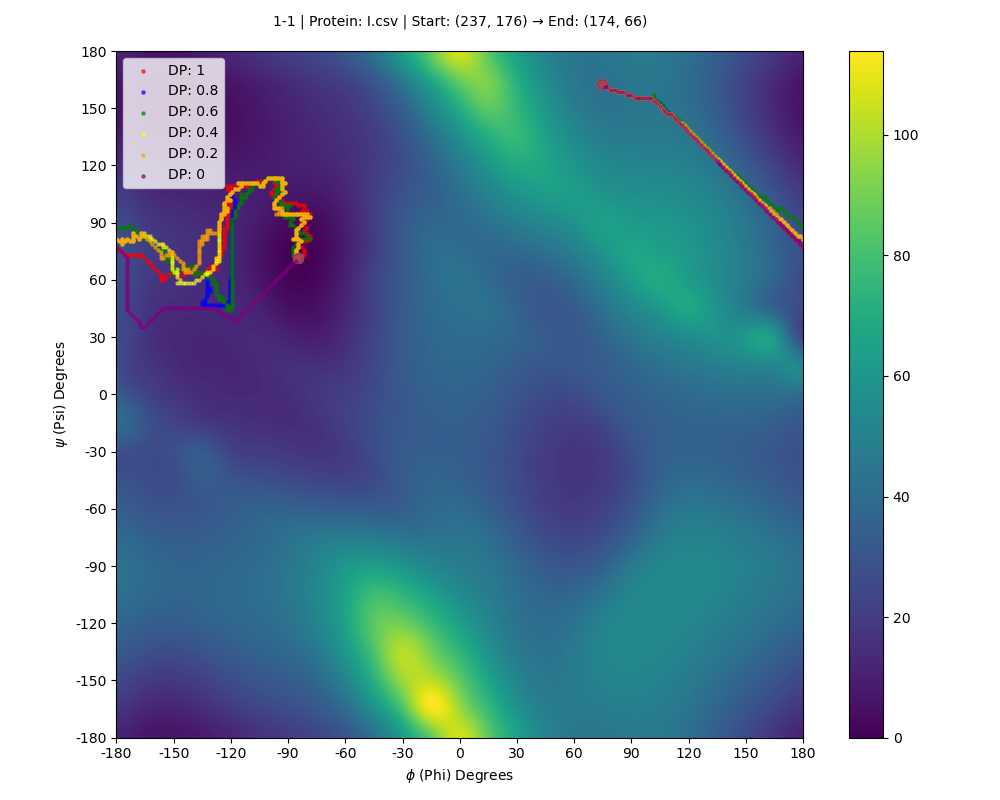 1-1 | Protein: I.csv | Start: (237, 176) → End: (174, 66)
DP: 1
DP: 0.8
DP: 0.6
DP: 0.4
DP: 0.2
DP: 0
180
150
120
90
60
30
0
-30
-60
-90
-120
-150
-180
ψ (Psi) Degrees
-180 -150 -120 -90 -60 -30 0 30 60 90 120 150 180
ϕ (Phi) Degrees
100
80
60
40
20
0